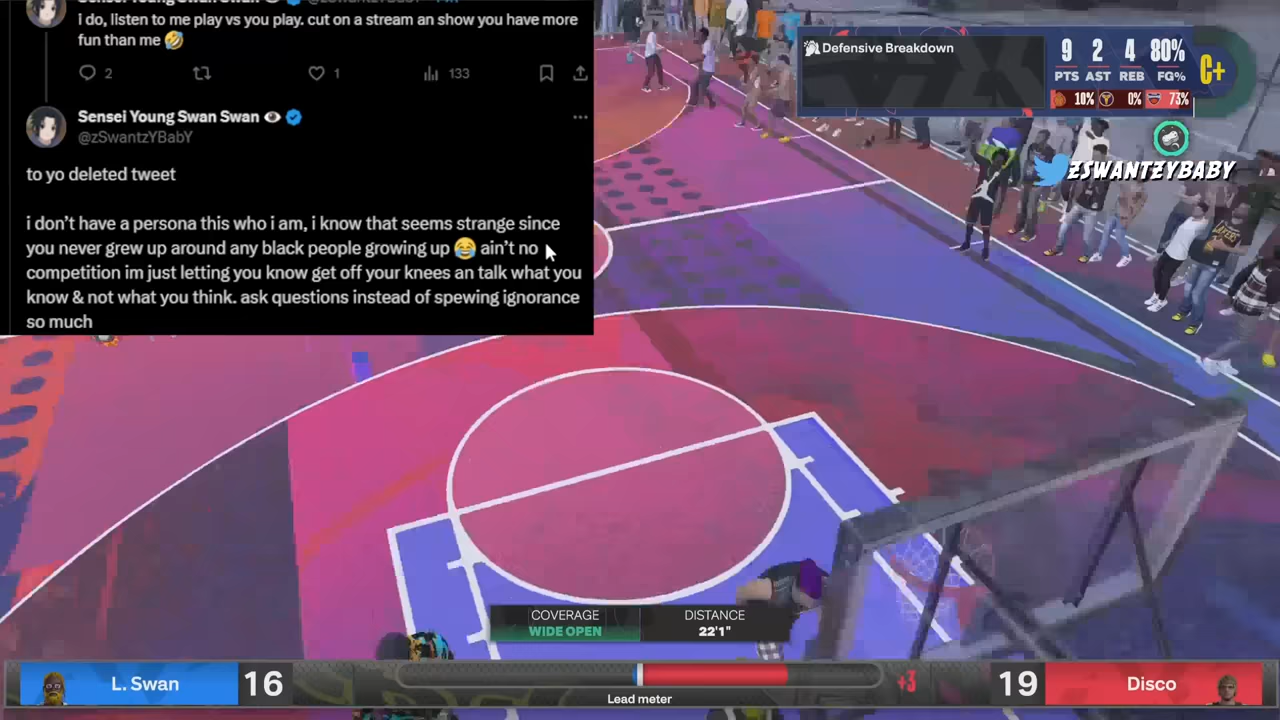 i do, listen to me play vs you play. cut on a stream an show you have more
fun than me 🤣
2
1
133
Sensei Young Swan Swan 👁
@zSwantzYBabY
to yo deleted tweet
i don’t have a persona this who i am, i know that seems strange since
you never grew up around any black people growing up 😂 ain’t no
competition im just letting you know get off your knees an talk what you
know & not what you think. ask questions instead of spewing ignorance
so much
Defensive Breakdown
9 2 4 80%
PTS AST REB FG%
C+
10% 0% 73%
ZSWANTZYBABY
COVERAGE
WIDE OPEN
DISTANCE
22'1"
L. Swan 16
+3
Lead meter
19 Disco